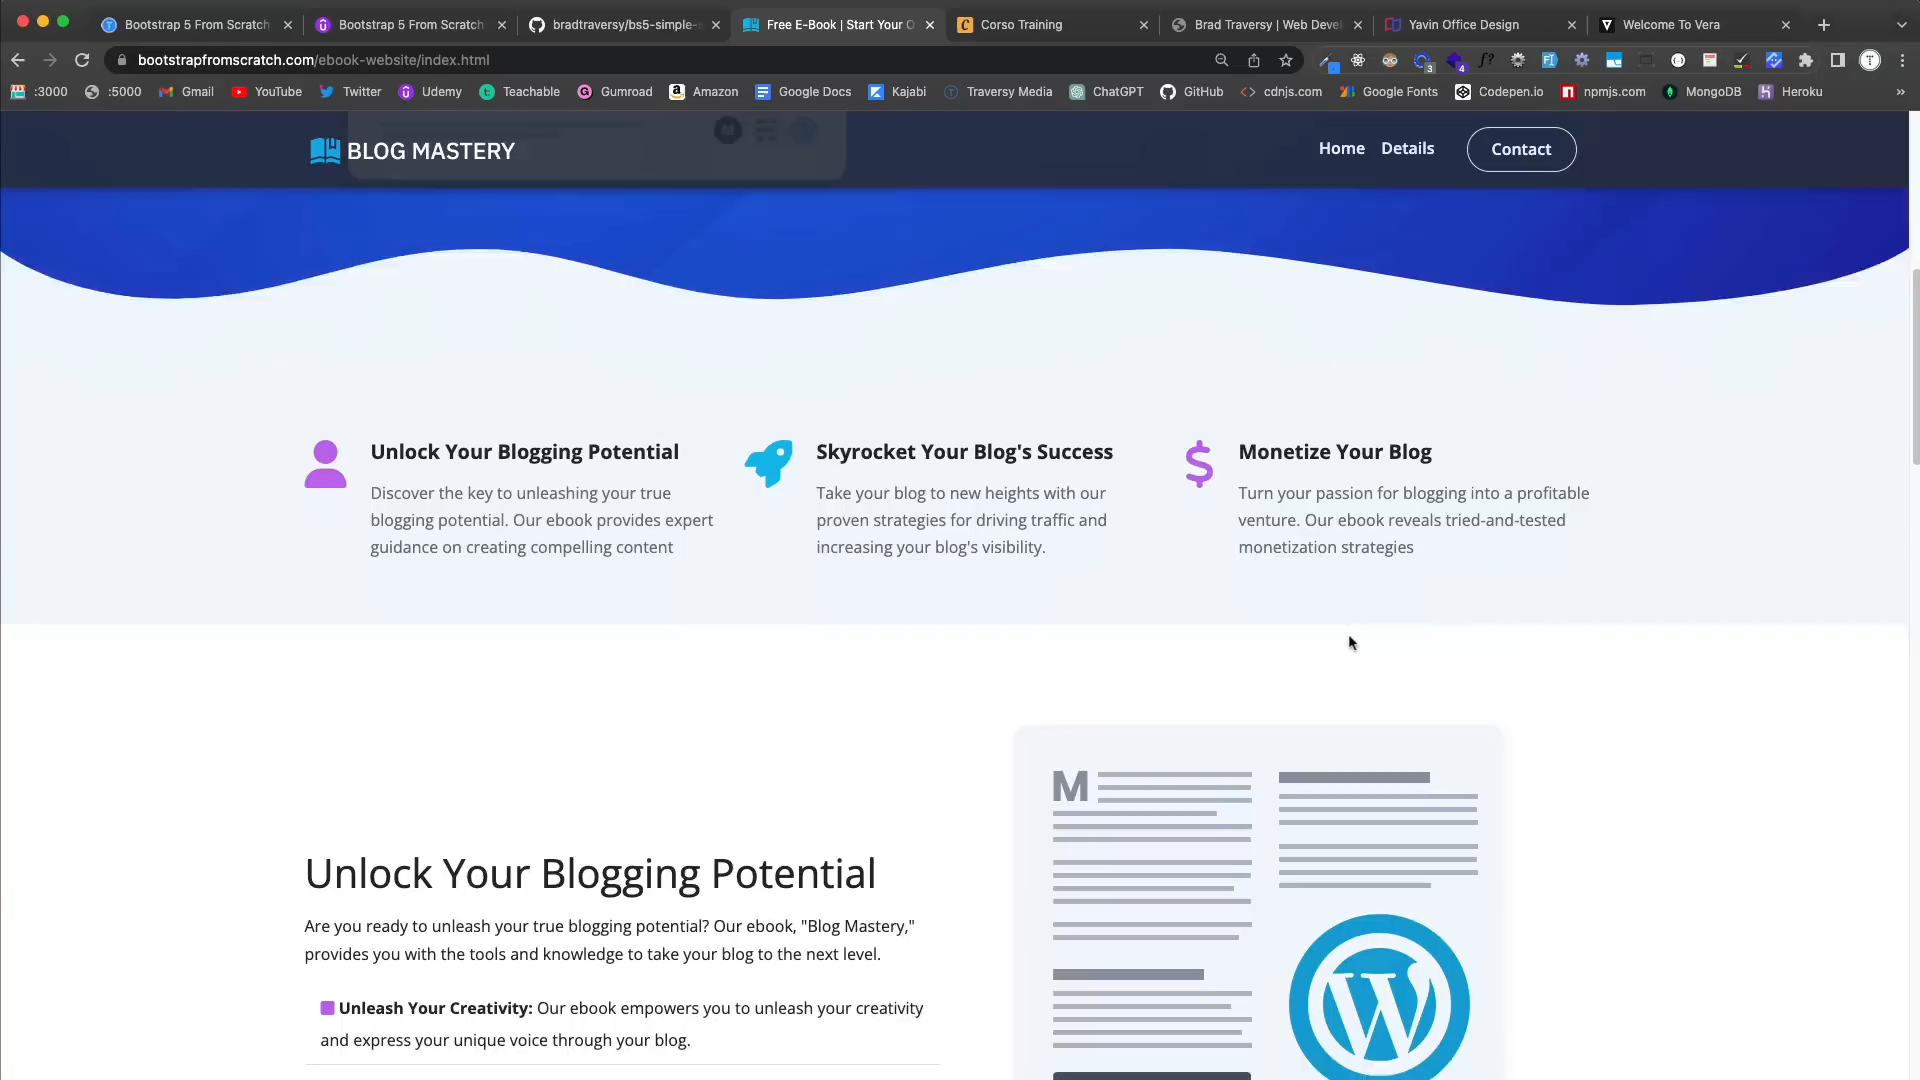 Bootstrap 5 From Scratch
Bootstrap 5 From Scratch
bradtraversy/bs5-simple-
Free E-Book | Start Your O
Corso Training
Brad Traversy | Web Deve
Yavin Office Design
Welcome To Vera
bootstrapfromscratch.com/ebook-website/index.html
:3000
:5000
Gmail
YouTube
Twitter
Udemy
Teachable
Gumroad
Amazon
Google Docs
Kajabi
Traversy Media
ChatGPT
GitHub
cdnjs.com
Google Fonts
Codepen.io
npmjs.com
MongoDB
Heroku
»
BLOG MASTERY
Home
Details
Contact
Unlock Your Blogging Potential
Discover the key to unleashing your true
blogging potential. Our ebook provides expert
guidance on creating compelling content
Skyrocket Your Blog's Success
Take your blog to new heights with our
proven strategies for driving traffic and
increasing your blog's visibility.
Monetize Your Blog
Turn your passion for blogging into a profitable
venture. Our ebook reveals tried-and-tested
monetization strategies
M
Unlock Your Blogging Potential
Are you ready to unleash your true blogging potential? Our ebook, "Blog Mastery,"
provides you with the tools and knowledge to take your blog to the next level.
Unleash Your Creativity: Our ebook empowers you to unleash your creativity
and express your unique voice through your blog.